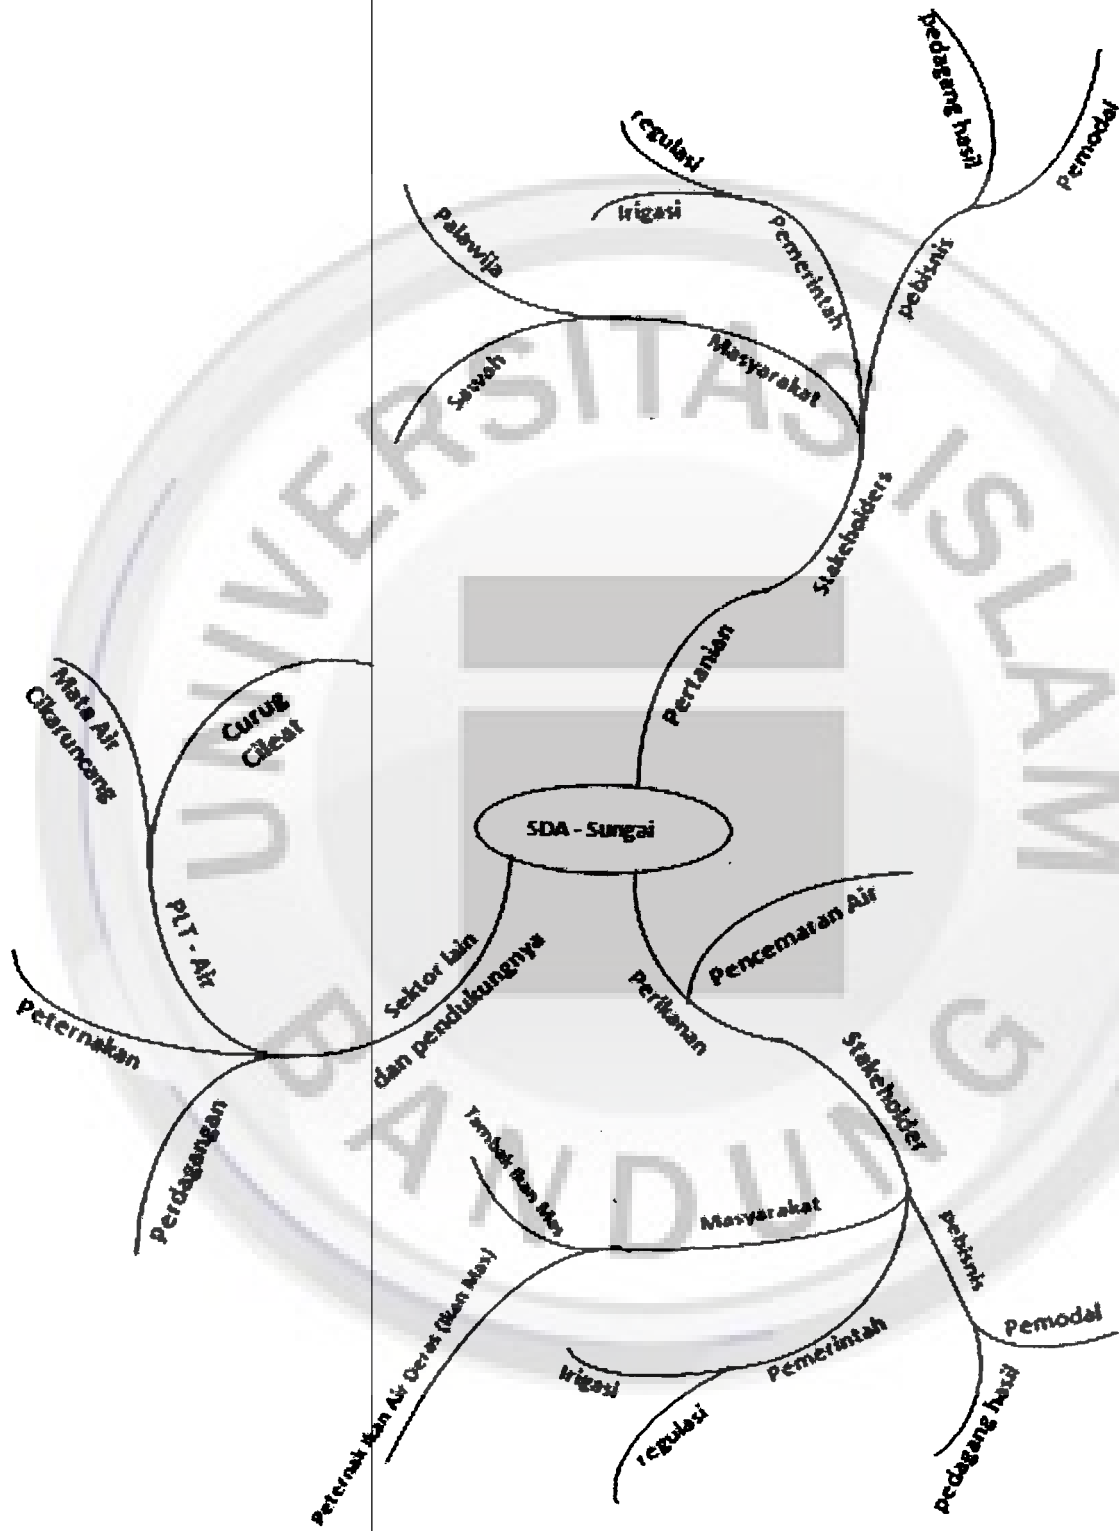 pedagang hasil
Pemodal
regulasi
Irigasi
Pemerintah
pebisnis
Palawija
Sawah
Masyarakat
Stakeholders
Pertanian
UNIVERSITAS ISLAM
BANDUNG
Mata Air
Cikaruncang
Curug
Cileat
SDA - Sungai
PLT - Air
Peternakan
Perdagangan
Sektor lain
dan pendukungnya
Pencemaran Air
Perikanan
Stakeholder
Tambak Ikan Mas
Masyarakat
Peternak Ikan Air Deras (Ikan Mas)
pebisnis
Pemodal
Pemerintah
Irigasi
regulasi
pedagang hasil